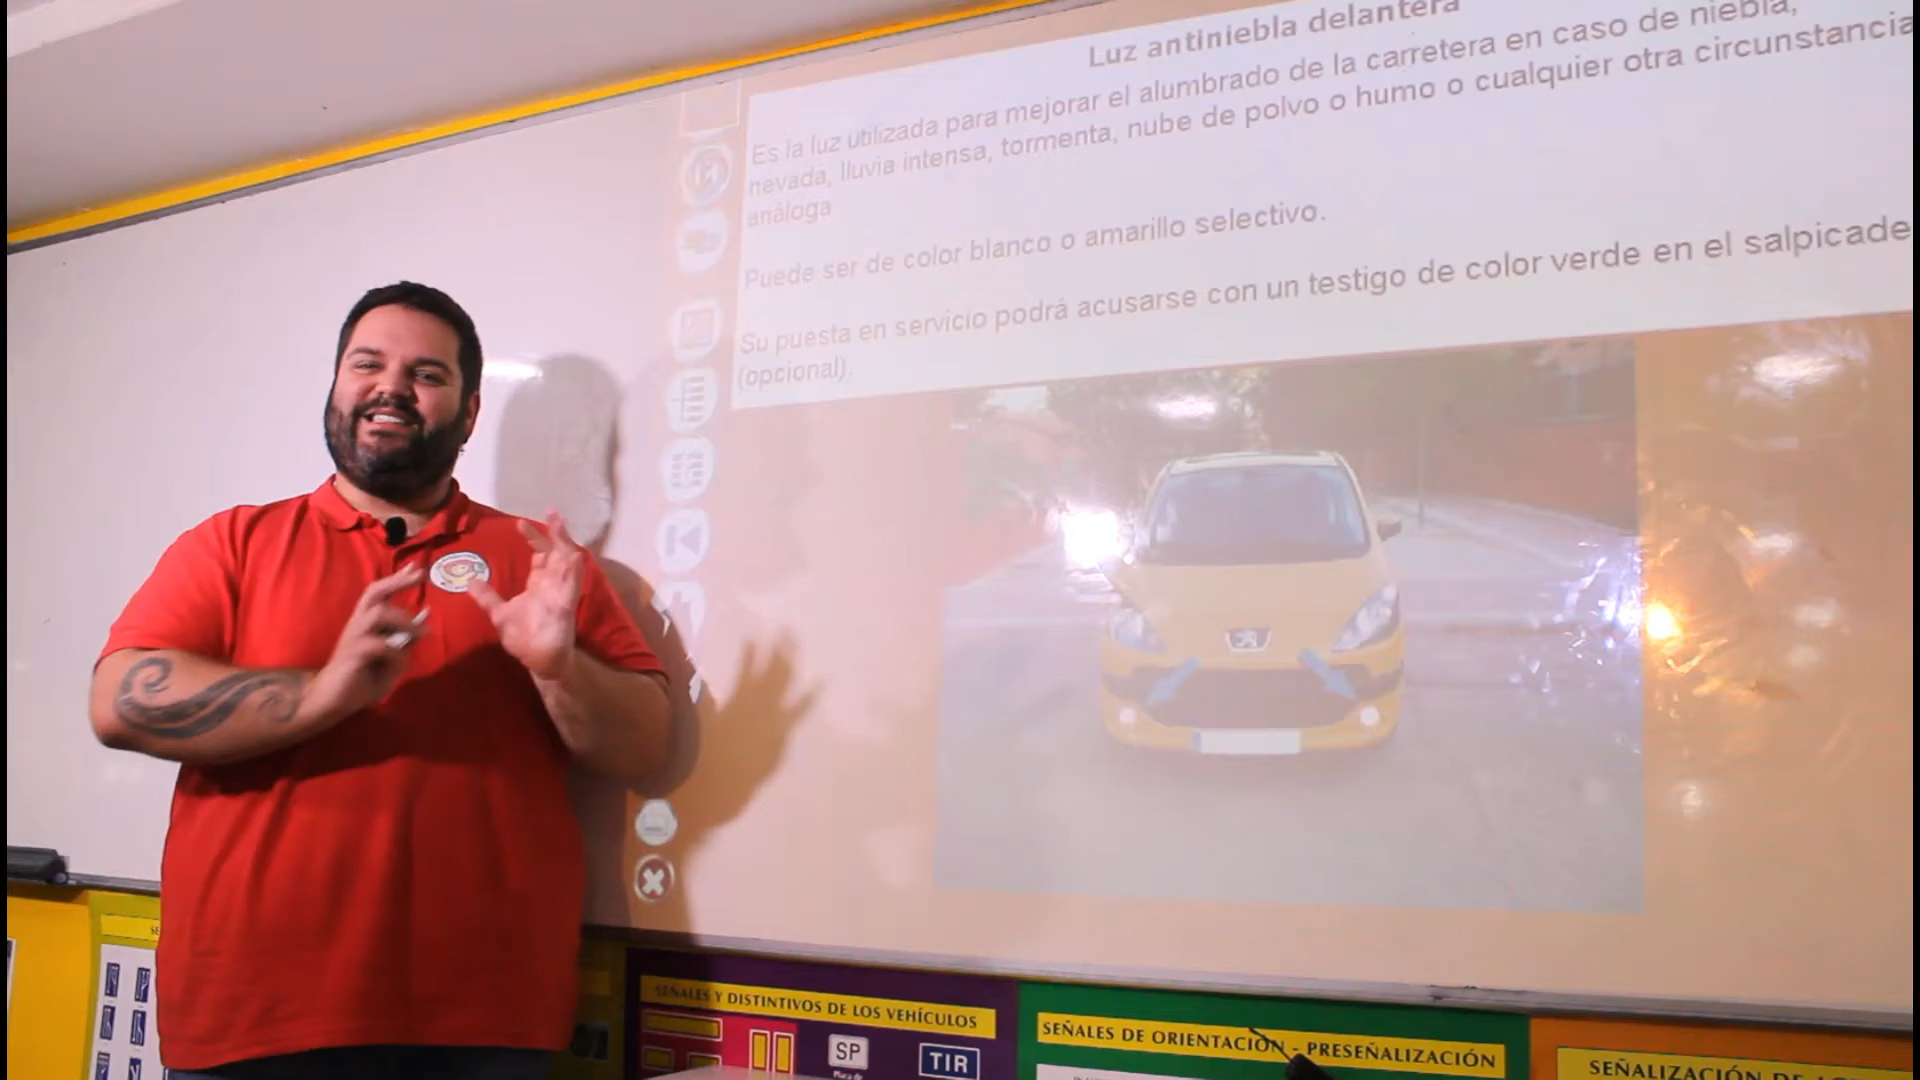 Luz antiniebla delantera
Es la luz utilizada para mejorar el alumbrado de la carretera en caso de niebla,
nevada, lluvia intensa, tormenta, nube de polvo o humo o cualquier otra circunstancia
análoga
Puede ser de color blanco o amarillo selectivo.
Su puesta en servicio podrá acusarse con un testigo de color verde en el salpicade
(opcional).
SEÑALES Y DISTINTIVOS DE LOS VEHÍCULOS
SP
Placa de
TIR
SEÑALES DE ORIENTACIÓN - PRESEÑALIZACIÓN
SEÑALIZACIÓN DE